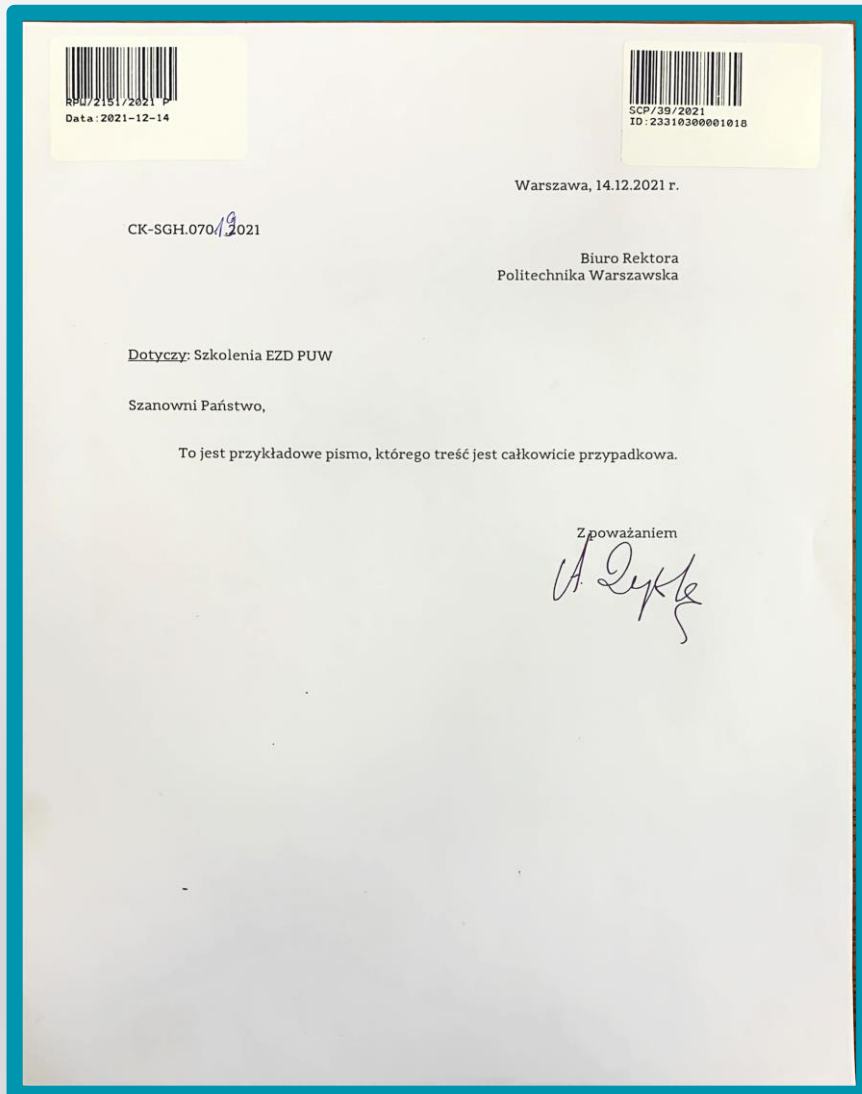 RPW/2151/2021 P
Data:2021-12-14
SCP/39/2021
ID:23310300001018
Warszawa, 14.12.2021 r.
CK-SGH.070.19.2021
Biuro Rektora
Politechnika Warszawska
Dotyczy: Szkolenia EZD PUW
Szanowni Państwo,
To jest przykładowe pismo, którego treść jest całkowicie przypadkowa.
Z poważaniem
A.